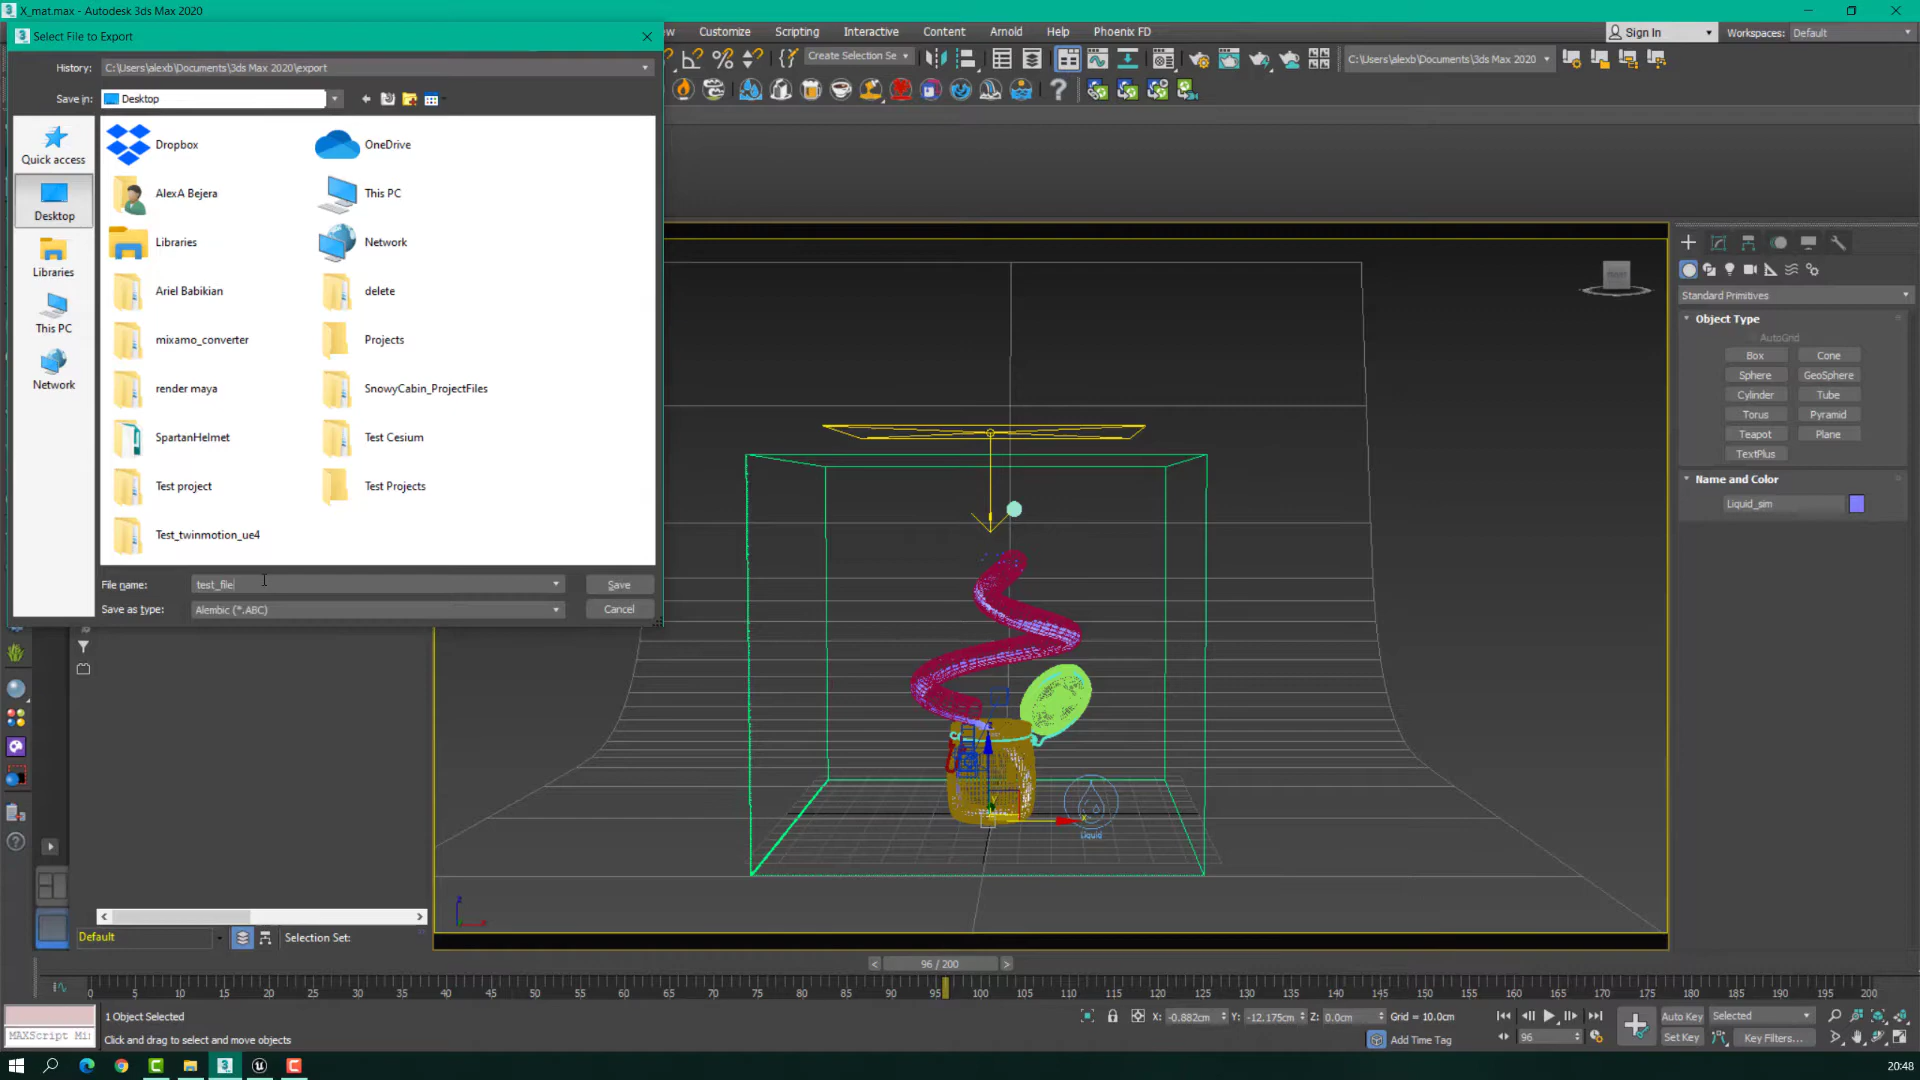 X_mat.max - Autodesk 3ds Max 2020
Select File to Export
Customize Scripting Interactive Content Arnold Help Phoenix FD
Sign In Workspaces: Default
Create Selection Se
C:\Users\alexb\Documents\3ds Max 2020
History: C:\Users\alexb\Documents\3ds Max 2020\export
Save in: Desktop
Quick access
Desktop
Libraries
This PC
Network
Dropbox OneDrive
AlexA Bejera This PC
Libraries Network
Ariel Babikian delete
mixamo_converter Projects
render maya SnowyCabin_ProjectFiles
SpartanHelmet Test Cesium
Test project Test Projects
Test_twinmotion_ue4
File name: test_file Save
Save as type: Alembic (*.ABC) Cancel
Standard Primitives
Object Type
AutoGrid
Box Cone
Sphere GeoSphere
Cylinder Tube
Torus Pyramid
Teapot Plane
TextPlus
Name and Color
Liquid_sim
Liquid
Default Selection Set:
< 96 / 200 >
0 5 10 15 20 25 30 35 40 45 50 55 60 65 70 75 80 85 90 95 100 105 110 115 120 125 130 135 140 145 150 155 160 165 170 175 180 185 190 195 200
1 Object Selected
X: -0.882cm Y: -12.175cm Z: 0.0cm Grid = 10.0cm
Auto Key Selected
MAXScript Mi
Click and drag to select and move objects
Add Time Tag
96
Set Key Key Filters...
20:48